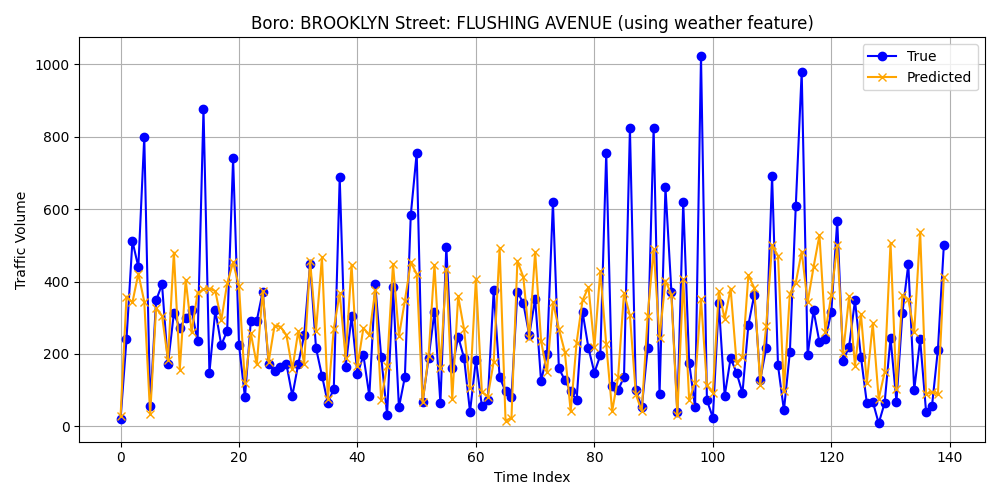 Boro: BROOKLYN Street: FLUSHING AVENUE (using weather feature)
True
Predicted
Traffic Volume
1000
800
600
400
200
0
0 20 40 60 80 100 120 140
Time Index